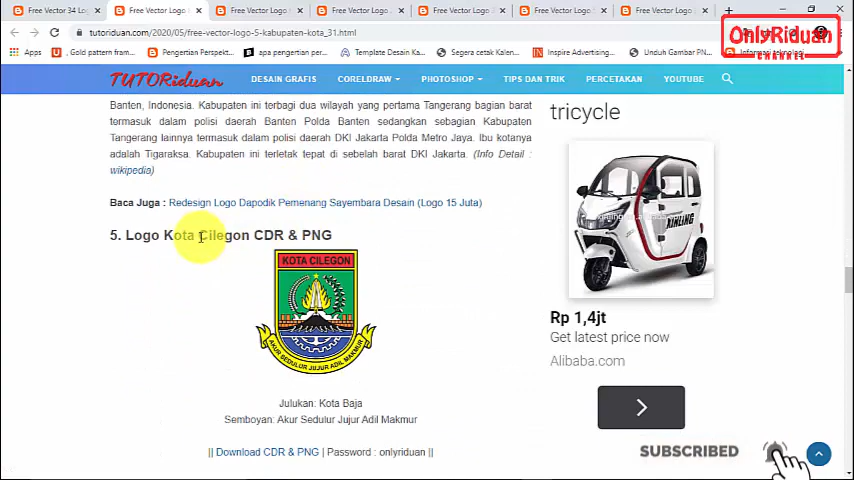 Free Vector 34 Log
Free Vector Logo
Free Vector Logo
Free Vector Logo
Free Vector Logo
Free Vector Logo
Free Vector Logo
tutoriduan.com/2020/05/free-vector-logo-5-kabupaten-kota_31.html
OnlyRiduan
CHANNEL
Apps
, Gold pattern fram...
Pengertian Perspekt...
apa pengertian per...
Template Desain Ka...
Segera cetak Kalen...
Inspire Advertising...
Unduh Gambar PN...
Informasi teknologi
TUTORiduan
DESAIN GRAFIS
CORELDRAW
PHOTOSHOP
TIPS DAN TRIK
PERCETAKAN
YOUTUBE
Banten, Indonesia. Kabupaten ini terbagi dua wilayah yang pertama Tangerang bagian barat
termasuk dalam polisi daerah Banten Polda Banten sedangkan sebagian Kabupaten
Tangerang lainnya termasuk dalam polisi daerah DKI Jakarta Polda Metro Jaya. Ibu kotanya
adalah Tigaraksa. Kabupaten ini terletak tepat di sebelah barat DKI Jakarta. (Info Detail :
wikipedia)
Baca Juga : Redesign Logo Dapodik Pemenang Sayembara Desain (Logo 15 Juta)
5. Logo Kota Cilegon CDR & PNG
KOTA CILEGON
AKUR SEDULUR JUJUR ADIL MAKMUR
Julukan: Kota Baja
Semboyan: Akur Sedulur Jujur Adil Makmur
|| Download CDR & PNG | Password : onlyriduan ||
tricycle
XINLING
Rp 1,4jt
Get latest price now
Alibaba.com
SUBSCRIBED